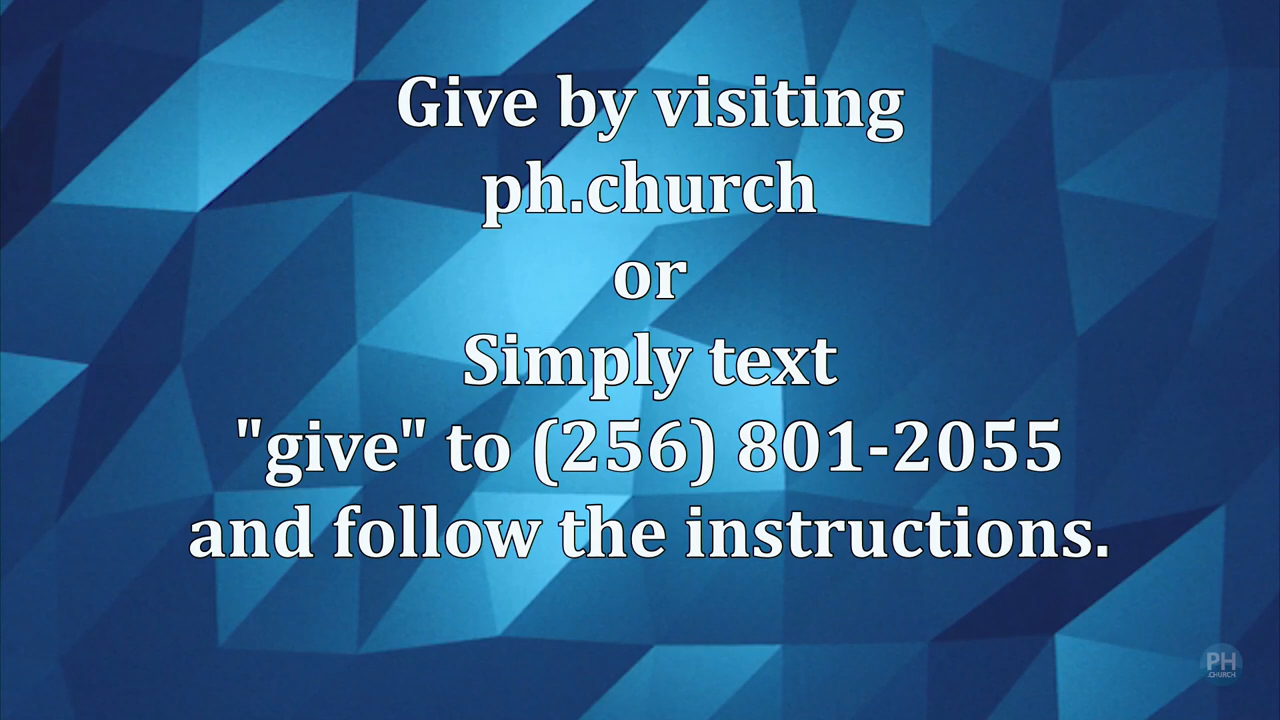 Give by visiting
ph.church
or
Simply text
"give" to (256) 801-2055
and follow the instructions.
PH
.CHURCH